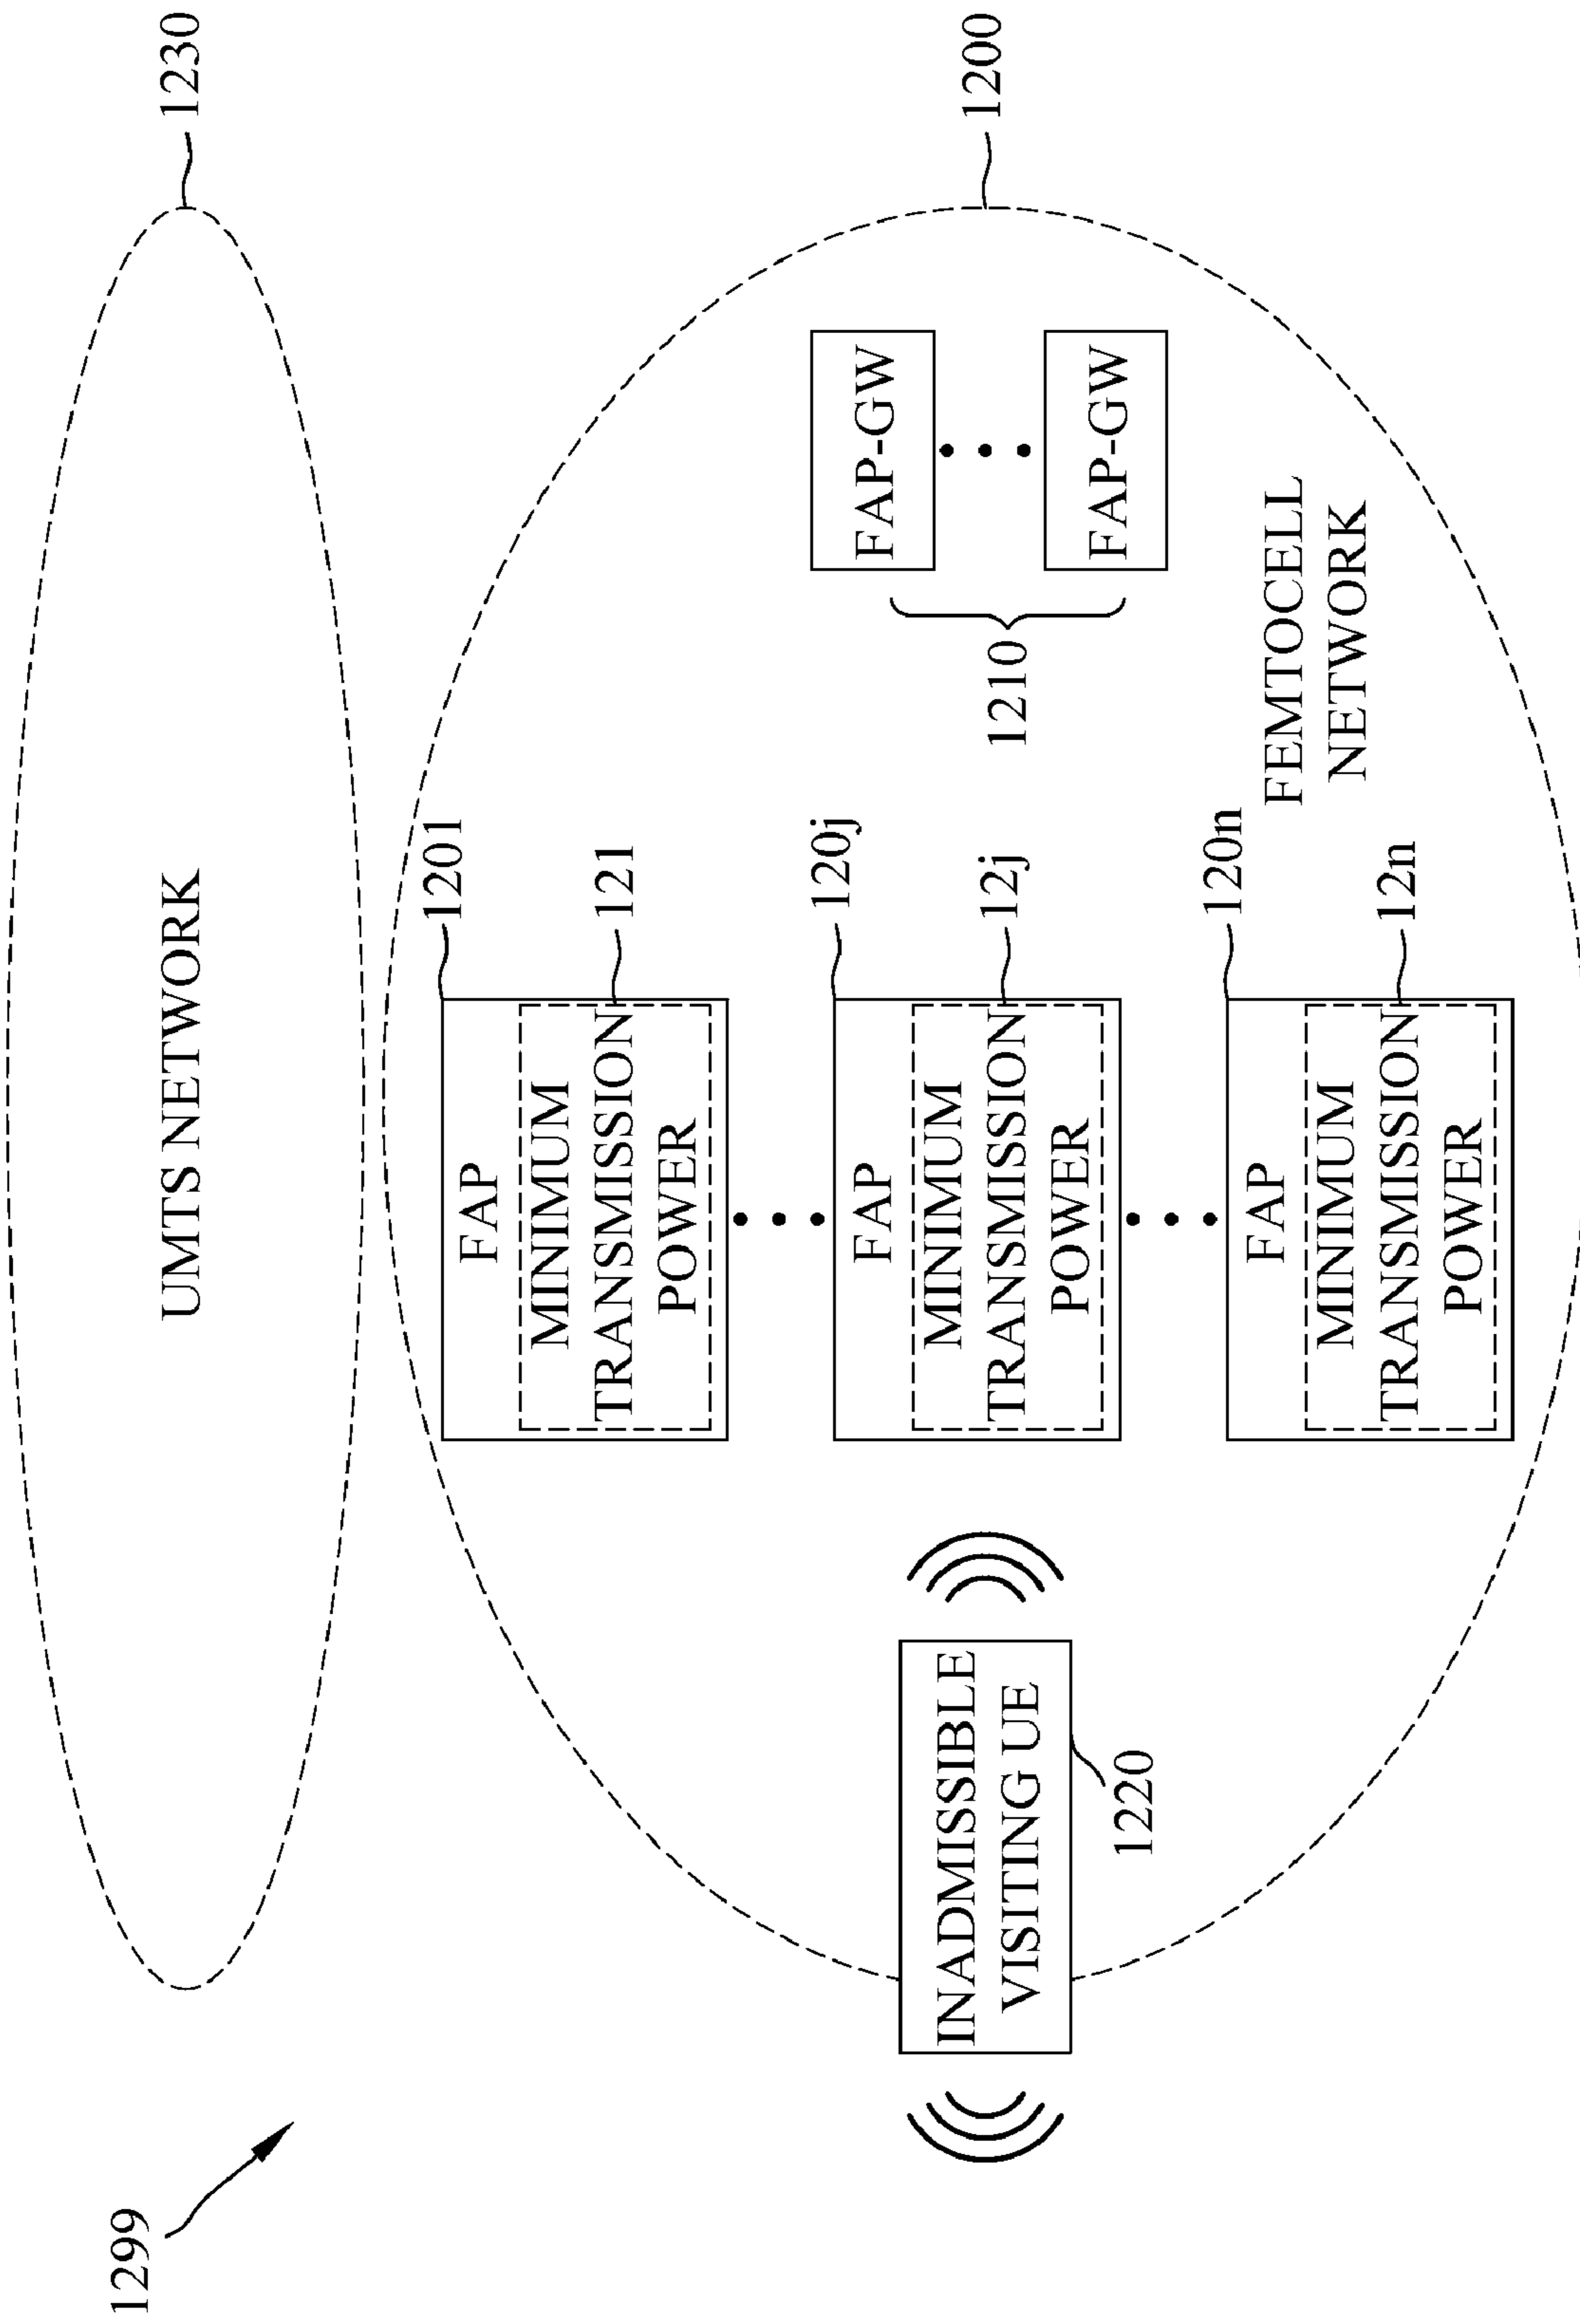 1299
UMTS NETWORK
1230
FAP
MINIMUM
TRANSMISSION
POWER
1201
121
FAP
MINIMUM
TRANSMISSION
POWER
120j
12j
FAP
MINIMUM
TRANSMISSION
POWER
120n
12n
INADMISSIBLE
VISITING UE
1220
FAP-GW
FAP-GW
1210
FEMTOCELL
NETWORK
1200